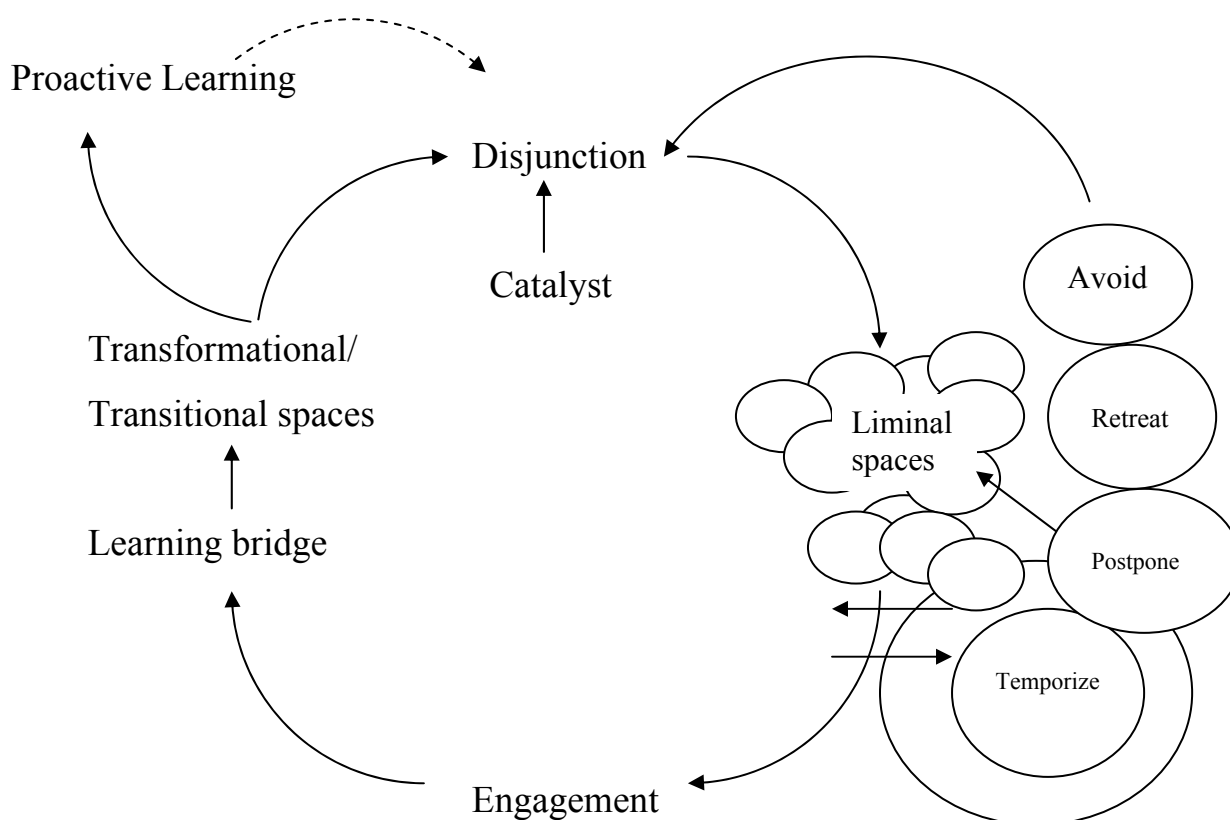 Proactive Learning
Disjunction
Catalyst
Avoid
Transformational/
Transitional spaces
Liminal
spaces
Retreat
Learning bridge
Postpone
Temporize
Engagement